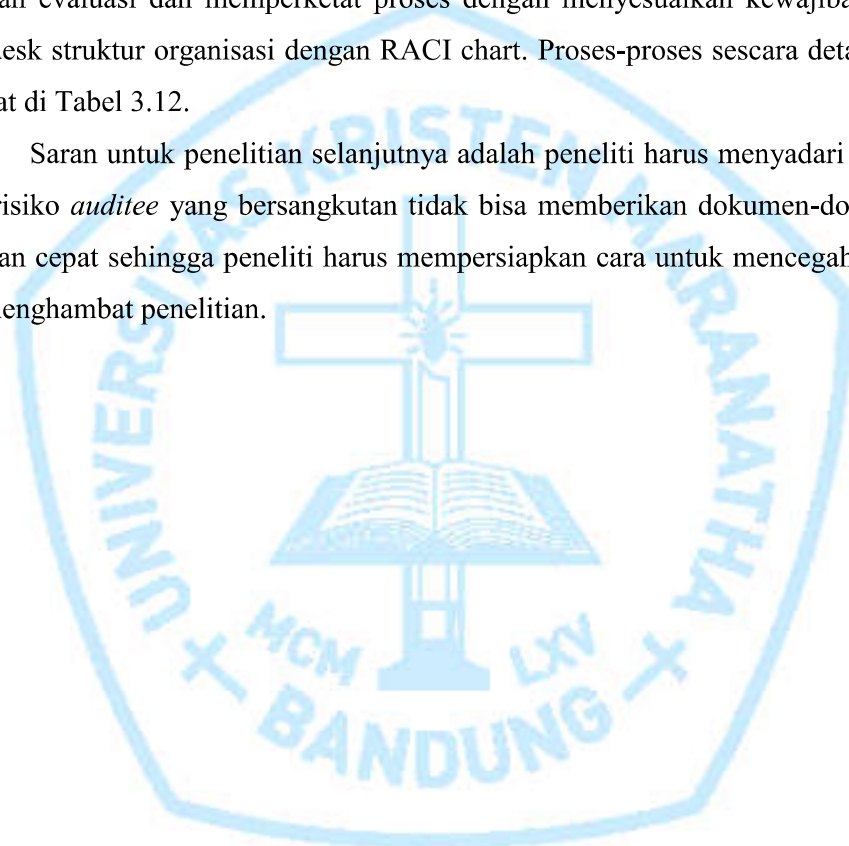 an evaluasi dan memperketat proses dengan menyesuaikan kewajiba
desk struktur organisasi dengan RACI chart. Proses-proses sescara deta
at di Tabel 3.12.
Saran untuk penelitian selanjutnya adalah peneliti harus menyadari
risiko auditee yang bersangkutan tidak bisa memberikan dokumen-do
an cepat sehingga peneliti harus mempersiapkan cara untuk mencegah
enghambat penelitian.
UNIVERSITAS KRISTEN MARANATHA
MCM LXV
BANDUNG